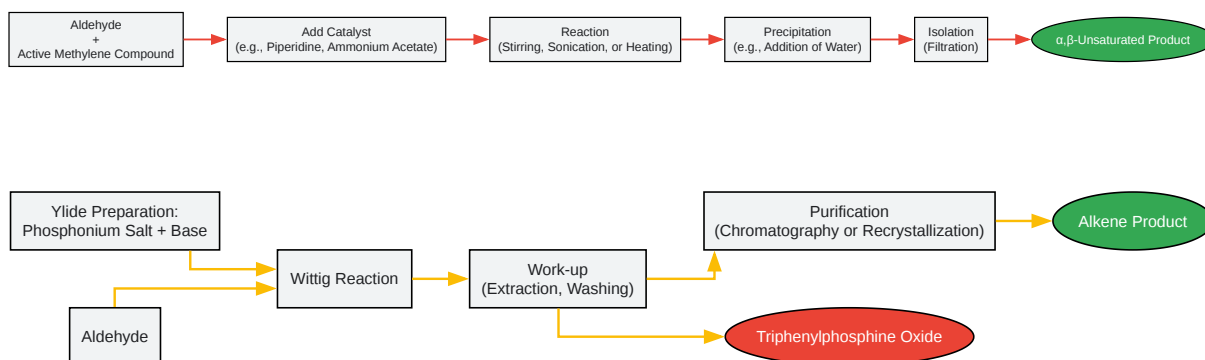 Aldehyde
+
Active Methylene Compound
Add Catalyst
(e.g., Piperidine, Ammonium Acetate)
Reaction
(Stirring, Sonication, or Heating)
Precipitation
(e.g., Addition of Water)
Isolation
(Filtration)
α,β-Unsaturated Product
Ylide Preparation:
Phosphonium Salt + Base
Aldehyde
Wittig Reaction
Work-up
(Extraction, Washing)
Purification
(Chromatography or Recrystallization)
Alkene Product
Triphenylphosphine Oxide